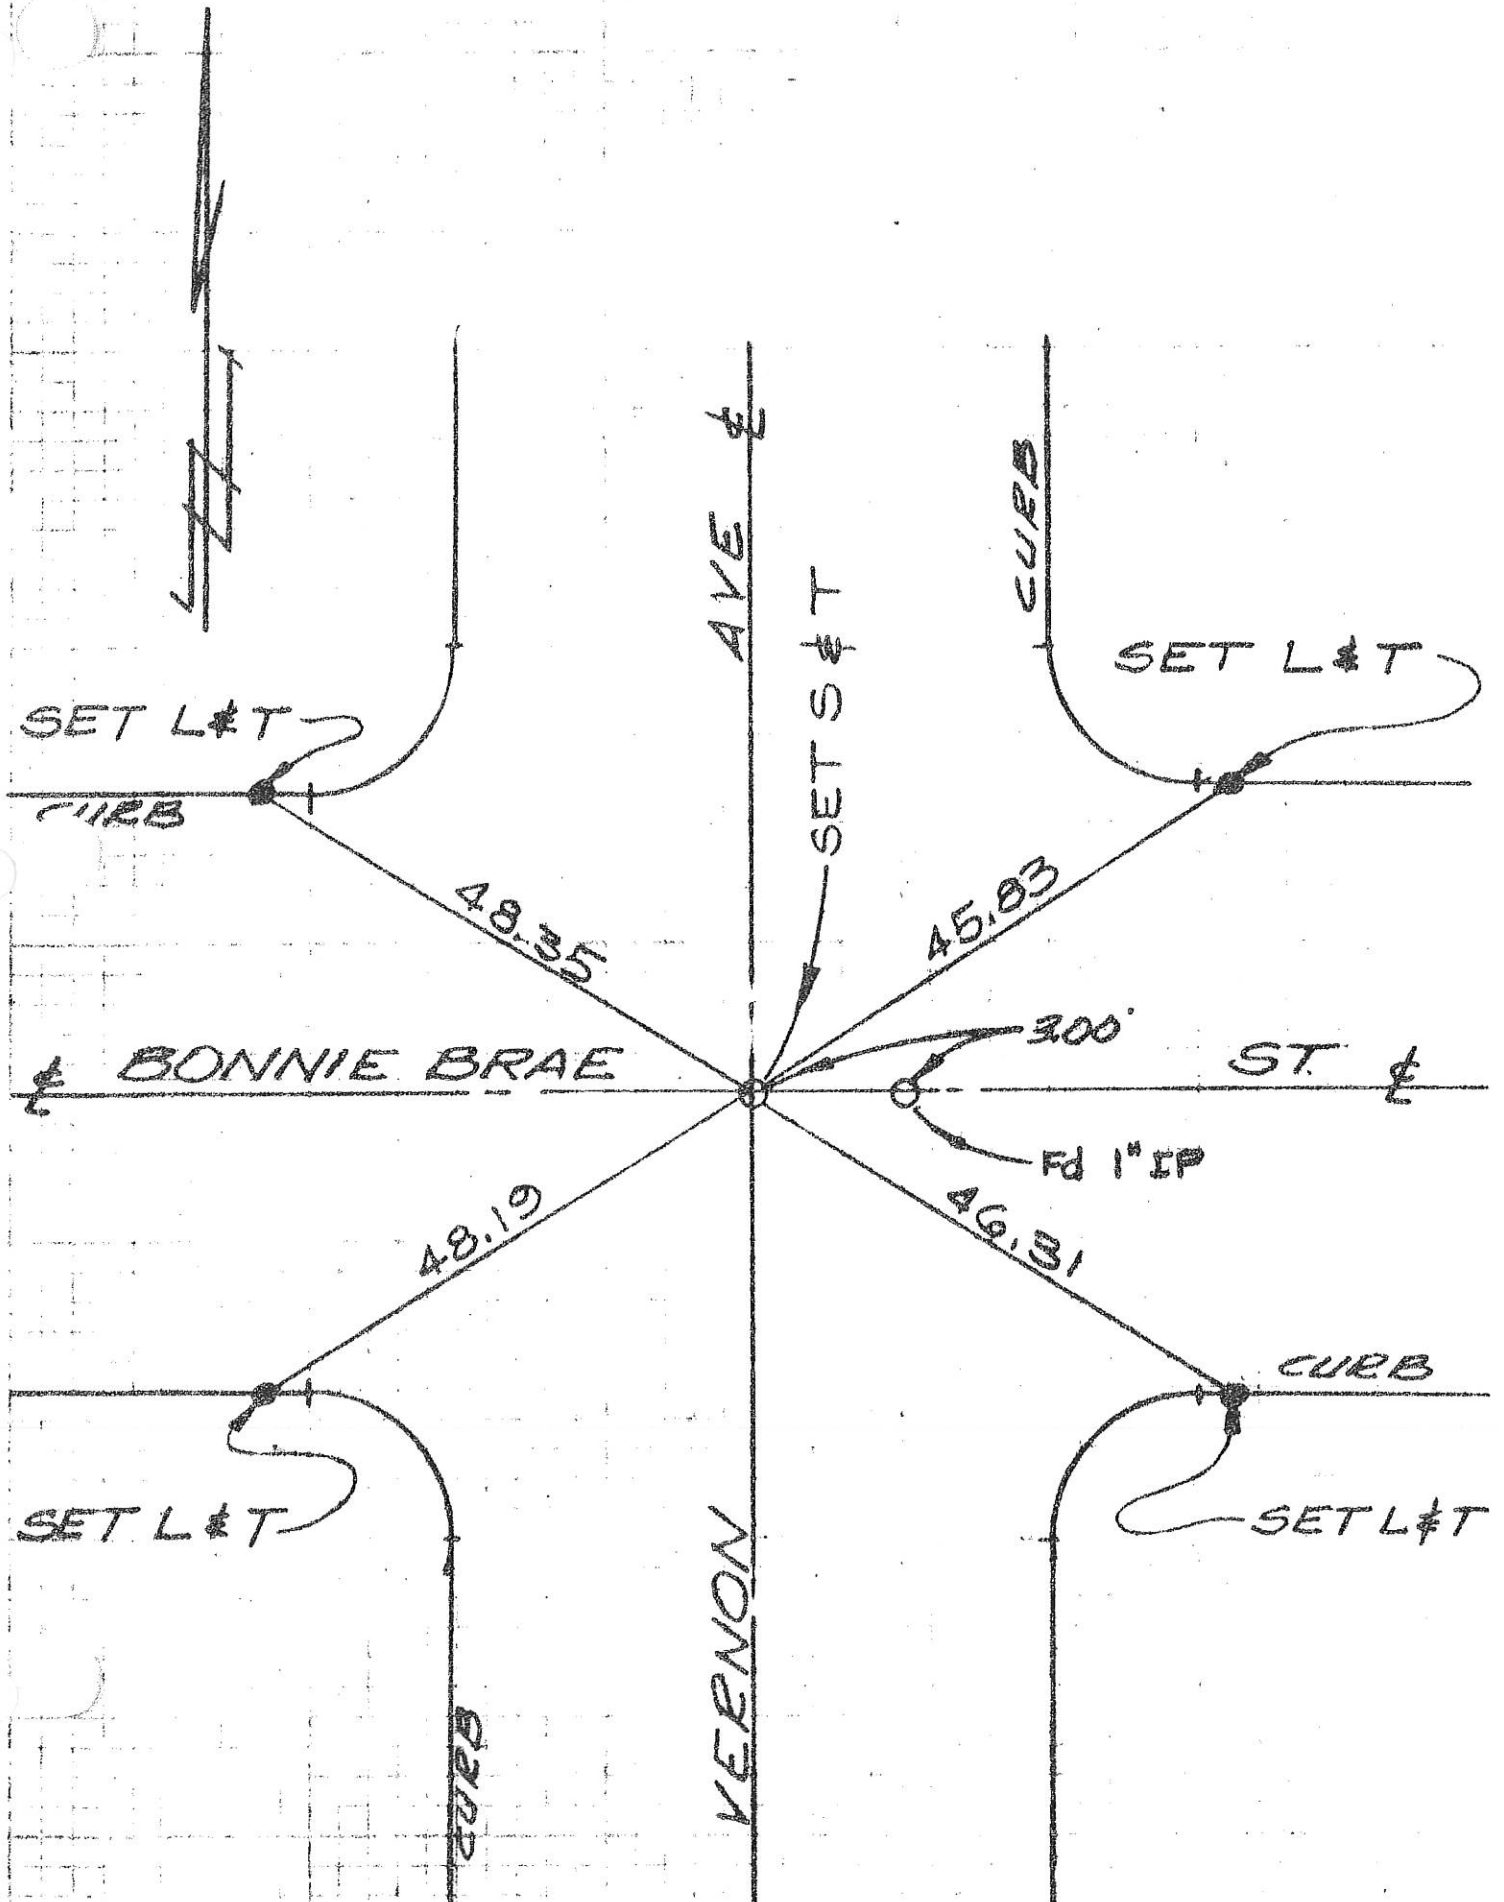 AVE ℄
CURB
SET S & T
SET L & T
SET L & T
CURB
48.35
45.83
3.00'
℄ BONNIE BRAE ST. ℄
Fd 1" IP
48.19
46.31
CURB
SET L & T
SET L & T
VERNON
CURB